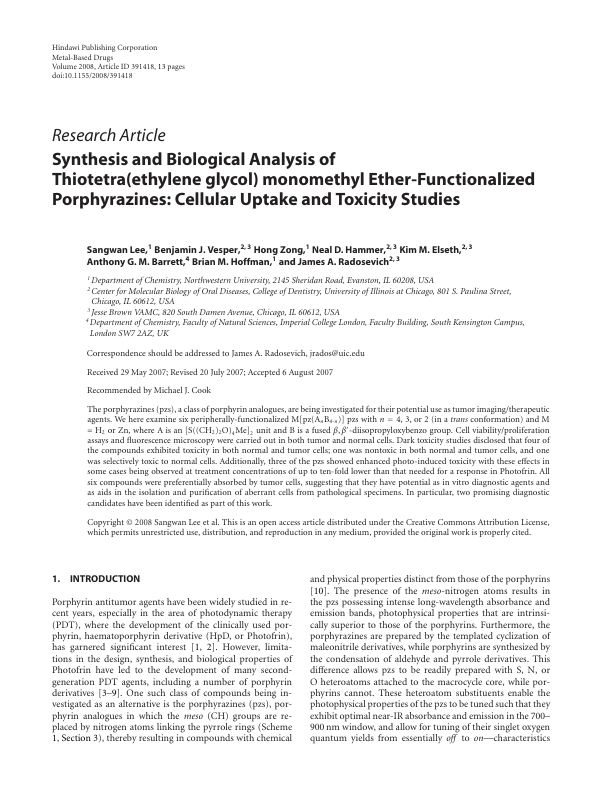 Hindawi Publishing Corporation
Metal-Based Drugs
Volume 2008, Article ID 391418, 13 pages
doi:10.1155/2008/391418
Research Article
Synthesis and Biological Analysis of
Thiotetra(ethylene glycol) monomethyl Ether-Functionalized
Porphyrazines: Cellular Uptake and Toxicity Studies
Sangwan Lee,1 Benjamin J. Vesper,2, 3 Hong Zong,1 Neal D. Hammer,2, 3 Kim M. Elseth,2, 3
Anthony G. M. Barrett,4 Brian M. Hoffman,1 and James A. Radosevich2, 3
1 Department of Chemistry, Northwestern University, 2145 Sheridan Road, Evanston, IL 60208, USA
2 Center for Molecular Biology of Oral Diseases, College of Dentistry, University of Illinois at Chicago, 801 S. Paulina Street,
Chicago, IL 60612, USA
3 Jesse Brown VAMC, 820 South Damen Avenue, Chicago, IL 60612, USA
4 Department of Chemistry, Faculty of Natural Sciences, Imperial College London, Faculty Building, South Kensington Campus,
London SW7 2AZ, UK
Correspondence should be addressed to James A. Radosevich, jrados@uic.edu
Received 29 May 2007; Revised 20 July 2007; Accepted 6 August 2007
Recommended by Michael J. Cook
The porphyrazines (pzs), a class of porphyrin analogues, are being investigated for their potential use as tumor imaging/therapeutic
agents. We here examine six peripherally-functionalized M[pz(AnB4-n)] pzs with n = 4, 3, or 2 (in a trans conformation) and M
= H2 or Zn, where A is an [S((CH2)2O)4Me]2 unit and B is a fused β,β′-diisopropyloxybenzo group. Cell viability/proliferation
assays and fluorescence microscopy were carried out in both tumor and normal cells. Dark toxicity studies disclosed that four of
the compounds exhibited toxicity in both normal and tumor cells; one was nontoxic in both normal and tumor cells, and one
was selectively toxic to normal cells. Additionally, three of the pzs showed enhanced photo-induced toxicity with these effects in
some cases being observed at treatment concentrations of up to ten-fold lower than that needed for a response in Photofrin. All
six compounds were preferentially absorbed by tumor cells, suggesting that they have potential as in vitro diagnostic agents and
as aids in the isolation and purification of aberrant cells from pathological specimens. In particular, two promising diagnostic
candidates have been identified as part of this work.
Copyright © 2008 Sangwan Lee et al. This is an open access article distributed under the Creative Commons Attribution License,
which permits unrestricted use, distribution, and reproduction in any medium, provided the original work is properly cited.
1. INTRODUCTION
Porphyrin antitumor agents have been widely studied in re-
cent years, especially in the area of photodynamic therapy
(PDT), where the development of the clinically used por-
phyrin, haematoporphyrin derivative (HpD, or Photofrin),
has garnered significant interest [1, 2]. However, limita-
tions in the design, synthesis, and biological properties of
Photofrin have led to the development of many second-
generation PDT agents, including a number of porphyrin
derivatives [3–9]. One such class of compounds being in-
vestigated as an alternative is the porphyrazines (pzs), por-
phyrin analogues in which the meso (CH) groups are re-
placed by nitrogen atoms linking the pyrrole rings (Scheme
1, Section 3), thereby resulting in compounds with chemical
and physical properties distinct from those of the porphyrins
[10]. The presence of the meso-nitrogen atoms results in
the pzs possessing intense long-wavelength absorbance and
emission bands, photophysical properties that are intrinsi-
cally superior to those of the porphyrins. Furthermore, the
porphyrazines are prepared by the templated cyclization of
maleonitrile derivatives, while porphyrins are synthesized by
the condensation of aldehyde and pyrrole derivatives. This
difference allows pzs to be readily prepared with S, N, or
O heteroatoms attached to the macrocycle core, while por-
phyrins cannot. These heteroatom substituents enable the
photophysical properties of the pzs to be tuned such that they
exhibit optimal near-IR absorbance and emission in the 700–
900 nm window, and allow for tuning of their singlet oxygen
quantum yields from essentially off to on—characteristics